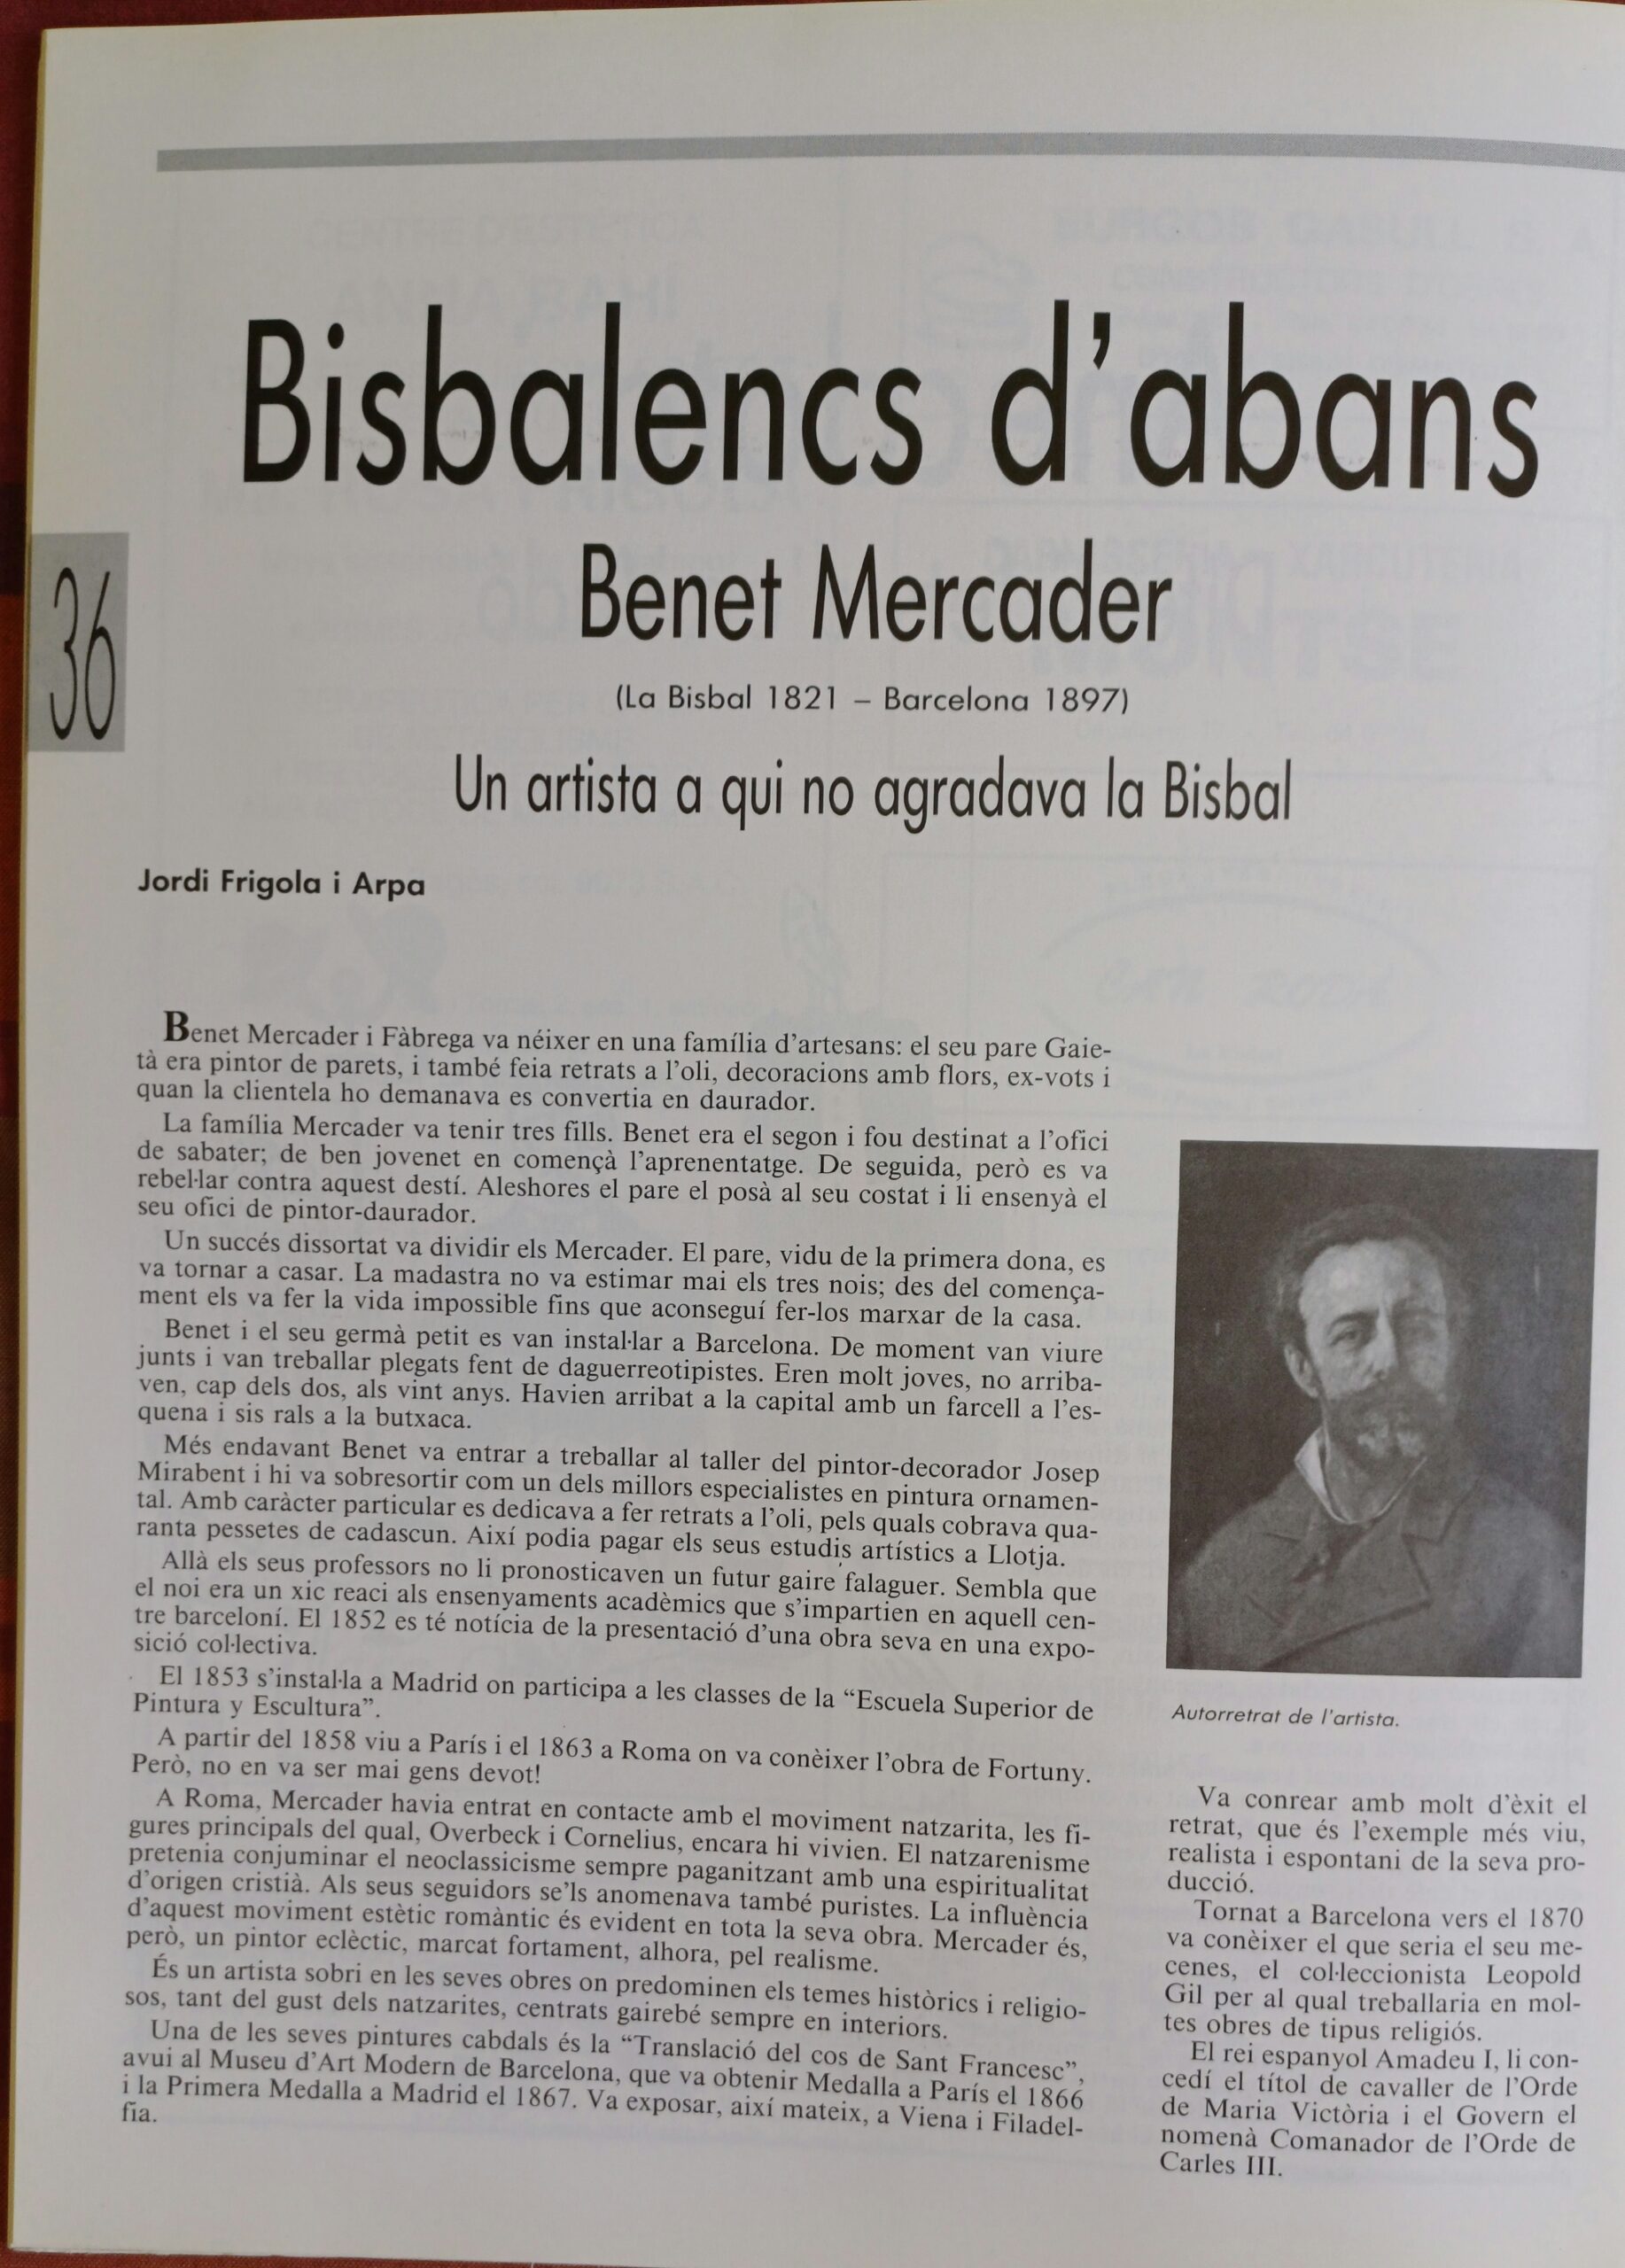 Bisbalencs d'abans
Benet Mercader
36
(La Bisbal 1821 – Barcelona 1897)
Un artista a qui no agradava la Bisbal
Jordi Frigola i Arpa
Benet Mercader i Fàbrega va néixer en una família d'artesans: el seu pare Gaie-
tà era pintor de parets, i també feia retrats a l'oli, decoracions amb flors, ex-vots i
quan la clientela ho demanava es convertia en daurador.
La família Mercader va tenir tres fills. Benet era el segon i fou destinat a l'ofici
de sabater; de ben jovenet en començà l'aprenentatge. De seguida, però es va
rebel·lar contra aquest destí. Aleshores el pare el posà al seu costat i li ensenyà el
seu ofici de pintor-daurador.
Un succés dissortat va dividir els Mercader. El pare, vidu de la primera dona, es
va tornar a casar. La madastra no va estimar mai els tres nois; des del comença-
ment els va fer la vida impossible fins que aconseguí fer-los marxar de la casa.
Benet i el seu germà petit es van instal·lar a Barcelona. De moment van viure
junts i van treballar plegats fent de daguerreotipistes. Eren molt joves, no arriba-
ven, cap dels dos, als vint anys. Havien arribat a la capital amb un farcell a l'es-
quena i sis rals a la butxaca.
Més endavant Benet va entrar a treballar al taller del pintor-decorador Josep
Mirabent i hi va sobresortir com un dels millors especialistes en pintura ornamen-
tal. Amb caràcter particular es dedicava a fer retrats a l'oli, pels quals cobrava qua-
ranta pessetes de cadascun. Així podia pagar els seus estudis artístics a Llotja.
Allà els seus professors no li pronosticaven un futur gaire falaguer. Sembla que
el noi era un xic reaci als ensenyaments acadèmics que s'impartien en aquell cen-
tre barceloní. El 1852 es té notícia de la presentació d'una obra seva en una expo-
sició col·lectiva.
El 1853 s'instal·la a Madrid on participa a les classes de la “Escuela Superior de
Pintura y Escultura”.
A partir del 1858 viu a París i el 1863 a Roma on va conèixer l'obra de Fortuny.
Però, no en va ser mai gens devot!
A Roma, Mercader havia entrat en contacte amb el moviment natzarita, les fi-
gures principals del qual, Overbeck i Cornelius, encara hi vivien. El natzarenisme
pretenia conjuminar el neoclassicisme sempre paganitzant amb una espiritualitat
d'origen cristià. Als seus seguidors se'ls anomenava també puristes. La influència
d'aquest moviment estètic romàntic és evident en tota la seva obra. Mercader és,
però, un pintor eclèctic, marcat fortament, alhora, pel realisme.
És un artista sobri en les seves obres on predominen els temes històrics i religio-
sos, tant del gust dels natzarites, centrats gairebé sempre en interiors.
Una de les seves pintures cabdals és la “Translació del cos de Sant Francesc”,
avui al Museu d'Art Modern de Barcelona, que va obtenir Medalla a París el 1866
i la Primera Medalla a Madrid el 1867. Va exposar, així mateix, a Viena i Filadel-
fia.
Autorretrat de l'artista.
Va conrear amb molt d'èxit el
retrat, que és l'exemple més viu,
realista i espontani de la seva pro-
ducció.
Tornat a Barcelona vers el 1870
va conèixer el que seria el seu me-
cenes, el col·leccionista Leopold
Gil per al qual treballaria en mol-
tes obres de tipus religiós.
El rei espanyol Amadeu I, li con-
cedí el títol de cavaller de l'Orde
de Maria Victòria i el Govern el
nomenà Comanador de l'Orde de
Carles III.